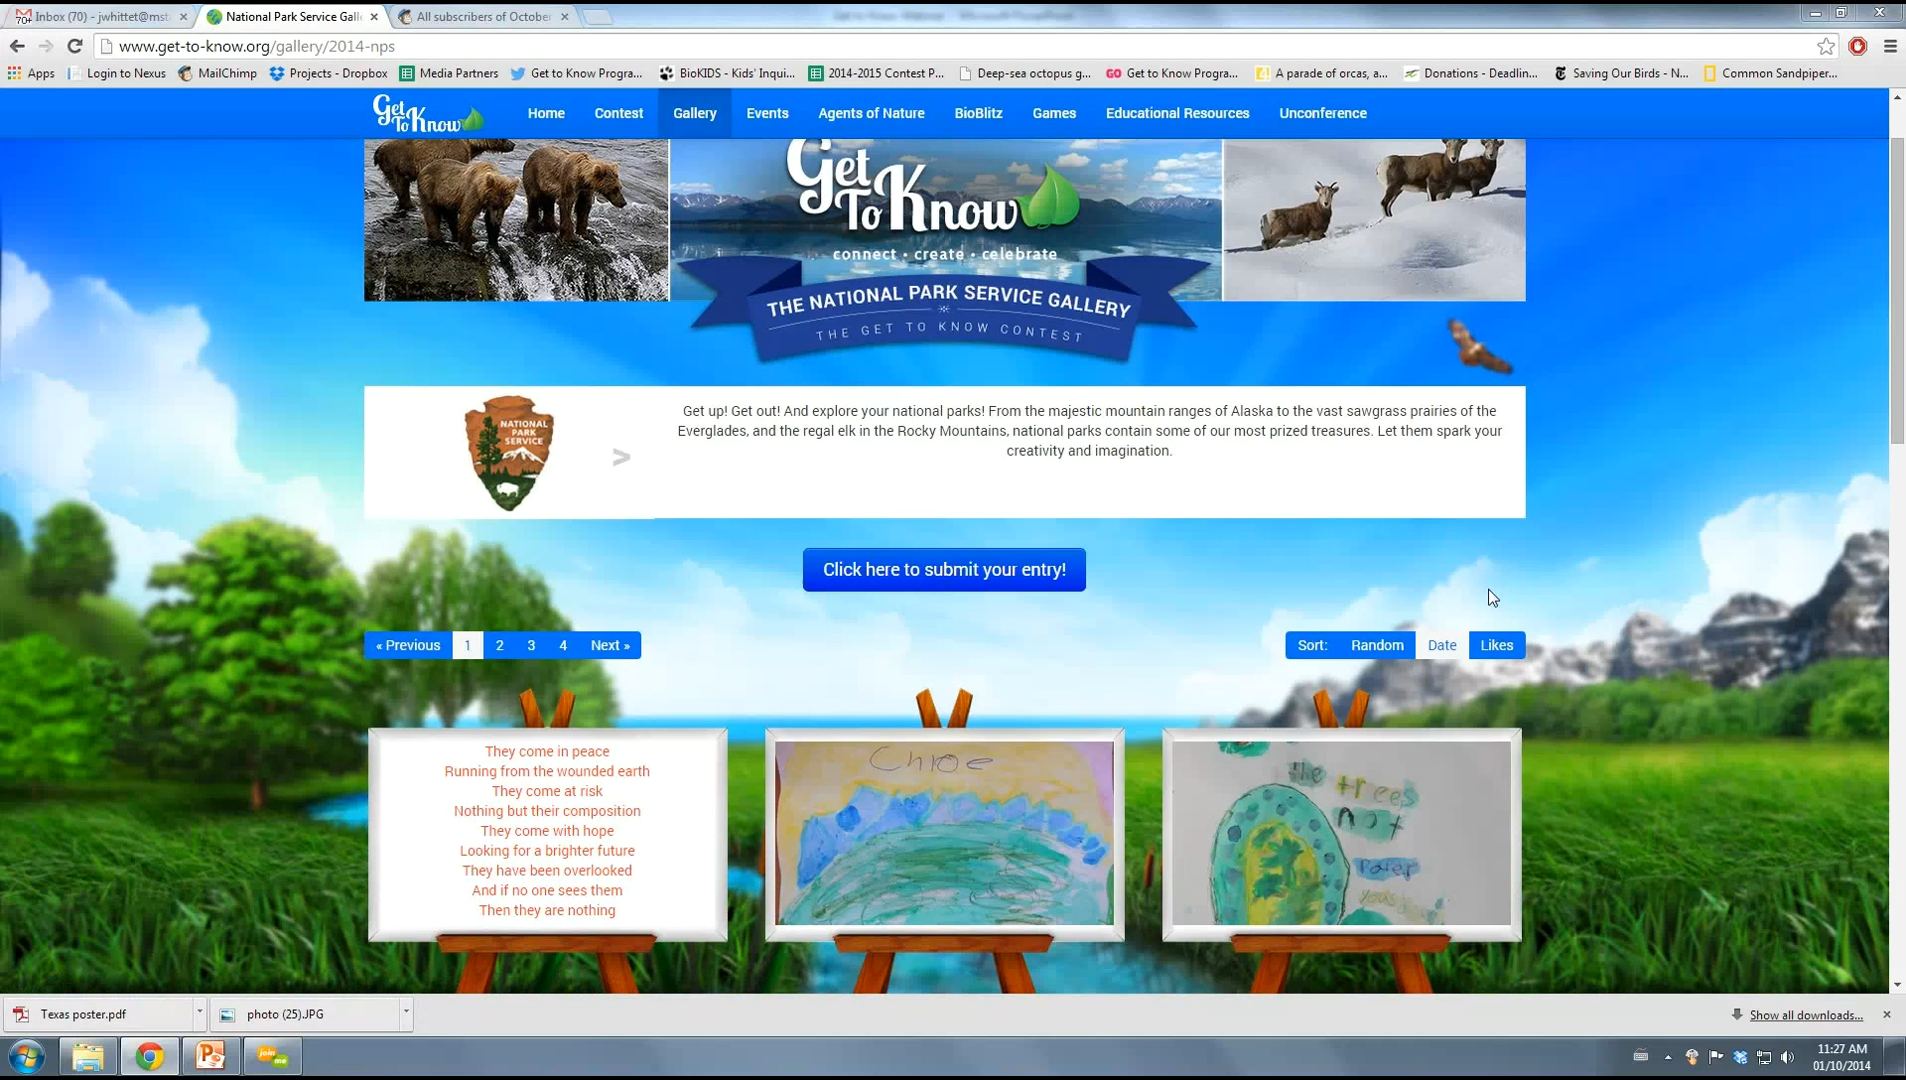 Inbox (70) - jwhittet@mst
National Park Service Gall
All subscribers of October
www.get-to-know.org/gallery/2014-nps
Apps
Login to Nexus
MailChimp
Projects - Dropbox
Media Partners
Get to Know Progra...
BioKIDS - Kids' Inqui...
2014-2015 Contest P...
Deep-sea octopus g...
GO Get to Know Progra...
A parade of orcas, a...
Donations - Deadlin...
Saving Our Birds - N...
Common Sandpiper...
Get To Know
Home
Contest
Gallery
Events
Agents of Nature
BioBlitz
Games
Educational Resources
Unconference
Get To Know
connect • create • celebrate
THE NATIONAL PARK SERVICE GALLERY
THE GET TO KNOW CONTEST
NATIONAL
PARK
SERVICE
>
Get up! Get out! And explore your national parks! From the majestic mountain ranges of Alaska to the vast sawgrass prairies of the
Everglades, and the regal elk in the Rocky Mountains, national parks contain some of our most prized treasures. Let them spark your
creativity and imagination.
Click here to submit your entry!
« Previous 1 2 3 4 Next »
Sort: Random Date Likes
They come in peace
Running from the wounded earth
They come at risk
Nothing but their composition
They come with hope
Looking for a brighter future
They have been overlooked
And if no one sees them
Then they are nothing
Chloe
the trees
not
Texas poster.pdf
photo (25).JPG
Show all downloads...
join me
11:27 AM
01/10/2014